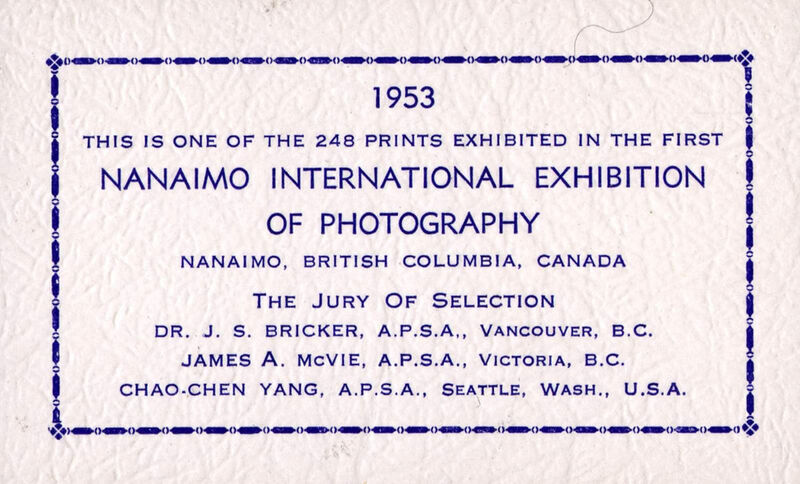 1953
THIS IS ONE OF THE 248 PRINTS EXHIBITED IN THE FIRST
NANAIMO INTERNATIONAL EXHIBITION
OF PHOTOGRAPHY
NANAIMO, BRITISH COLUMBIA, CANADA
THE JURY OF SELECTION
DR. J. S. BRICKER, A.P.S.A., VANCOUVER, B.C.
JAMES A. McVIE, A.P.S.A., VICTORIA, B.C.
CHAO-CHEN YANG, A.P.S.A., SEATTLE, WASH., U.S.A.